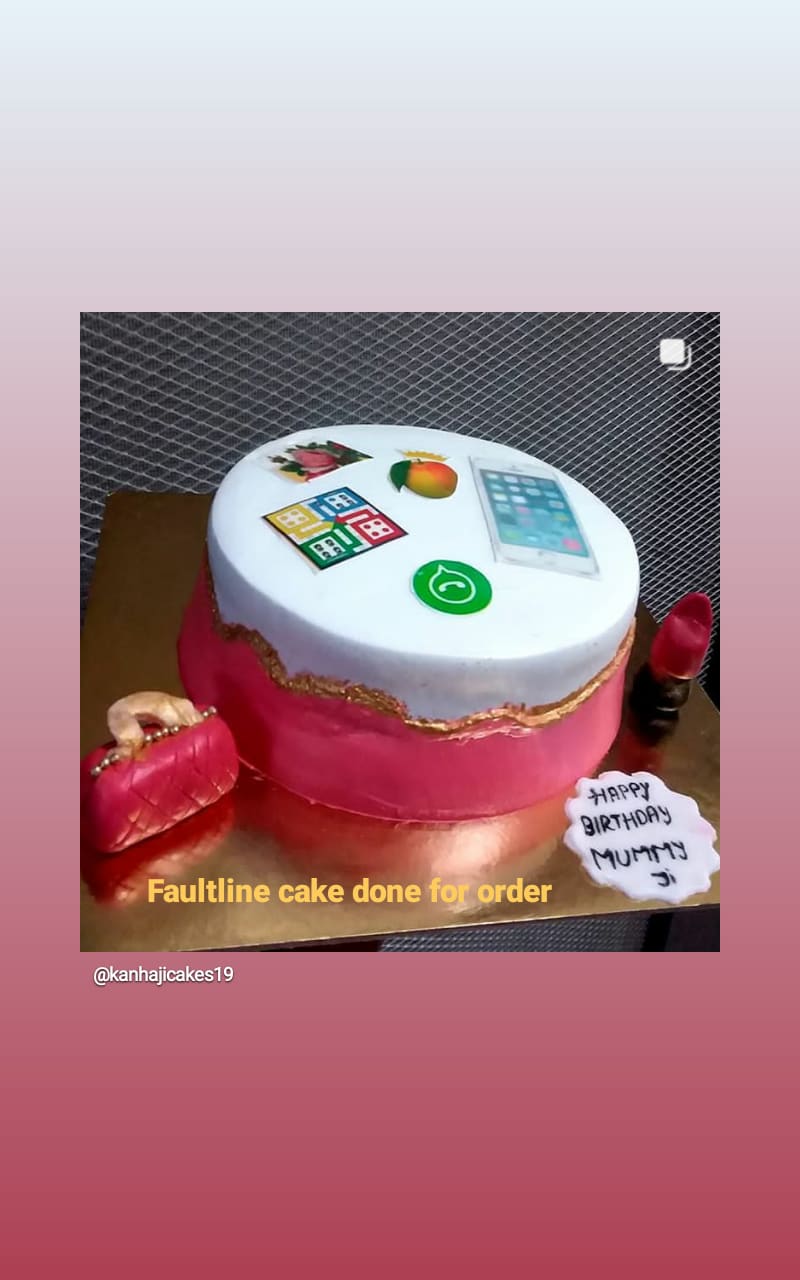 HAPPY
BIRTHDAY
MUMMY
Ji
Faultline cake done for order
@kanhajicakes19